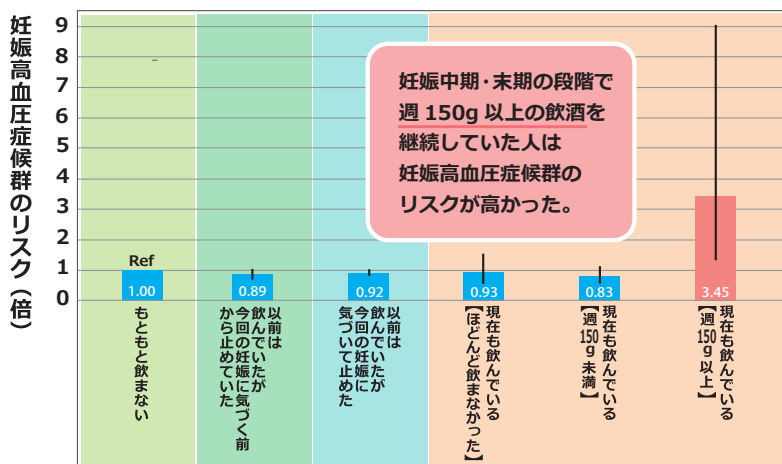 妊娠高血圧症候群のリスク（倍）
9
8
7
6
5
4
3
2
1
0
妊娠中期・末期の段階で
週 150g 以上の飲酒を
継続していた人は
妊娠高血圧症候群の
リスクが高かった。
Ref
1.00
0.89
0.92
0.93
0.83
3.45
もともと飲まない
以前は
飲んでいたが
今回の妊娠に気づく前
から止めていた
以前は
飲んでいたが
今回の妊娠に
気づいて止めた
現在も飲んでいる
【ほどんど飲まなかった】
現在も飲んでいる
【週150g 未満】
現在も飲んでいる
【週150g 以上】